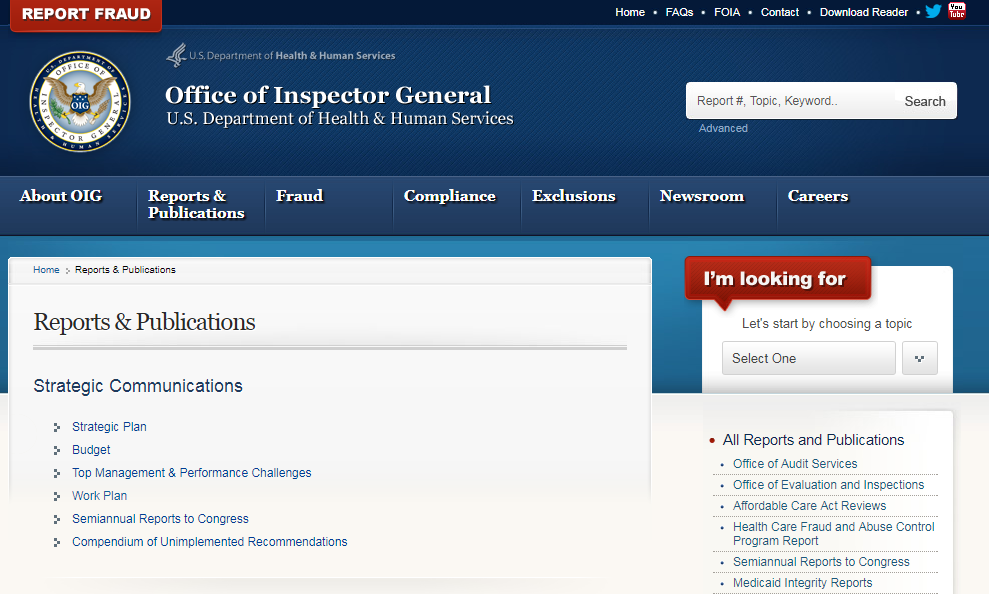 REPORT FRAUD
Home • FAQs • FOIA • Contact • Download Reader •
You
Tube
U.S. Department of Health & Human Services
Office of Inspector General
U.S. Department of Health & Human Services
OFFICE OF
INSPECTOR GENERAL
U.S. DEPARTMENT OF
HEALTH & HUMAN SERVICES
OIG
Report #, Topic, Keyword..
Search
Advanced
About OIG
Reports &
Publications
Fraud
Compliance
Exclusions
Newsroom
Careers
Home
Reports & Publications
Reports & Publications
Strategic Communications
Strategic Plan
Budget
Top Management & Performance Challenges
Work Plan
Semiannual Reports to Congress
Compendium of Unimplemented Recommendations
I'm looking for
Let's start by choosing a topic
Select One
• All Reports and Publications
• Office of Audit Services
• Office of Evaluation and Inspections
• Affordable Care Act Reviews
• Health Care Fraud and Abuse Control
Program Report
• Semiannual Reports to Congress
• Medicaid Integrity Reports